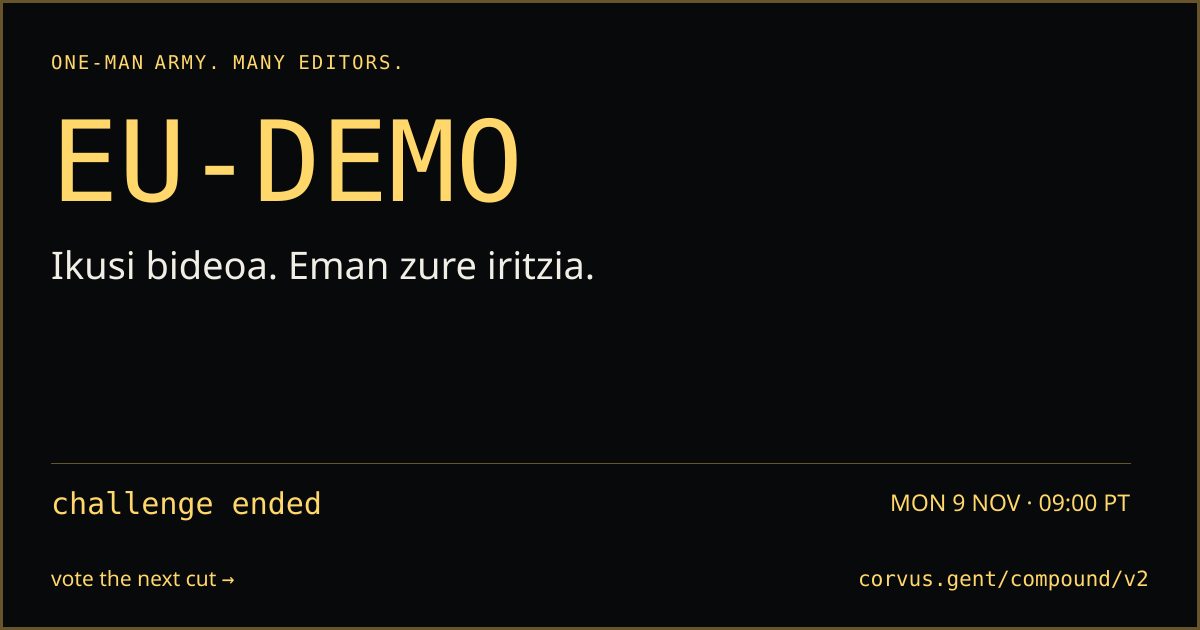 ONE-MAN ARMY. MANY EDITORS.
EU-DEMO
Ikusi bideoa. Eman zure iritzia.
challenge ended
MON 9 NOV · 09:00 PT
vote the next cut →
corvus.gent/compound/v2